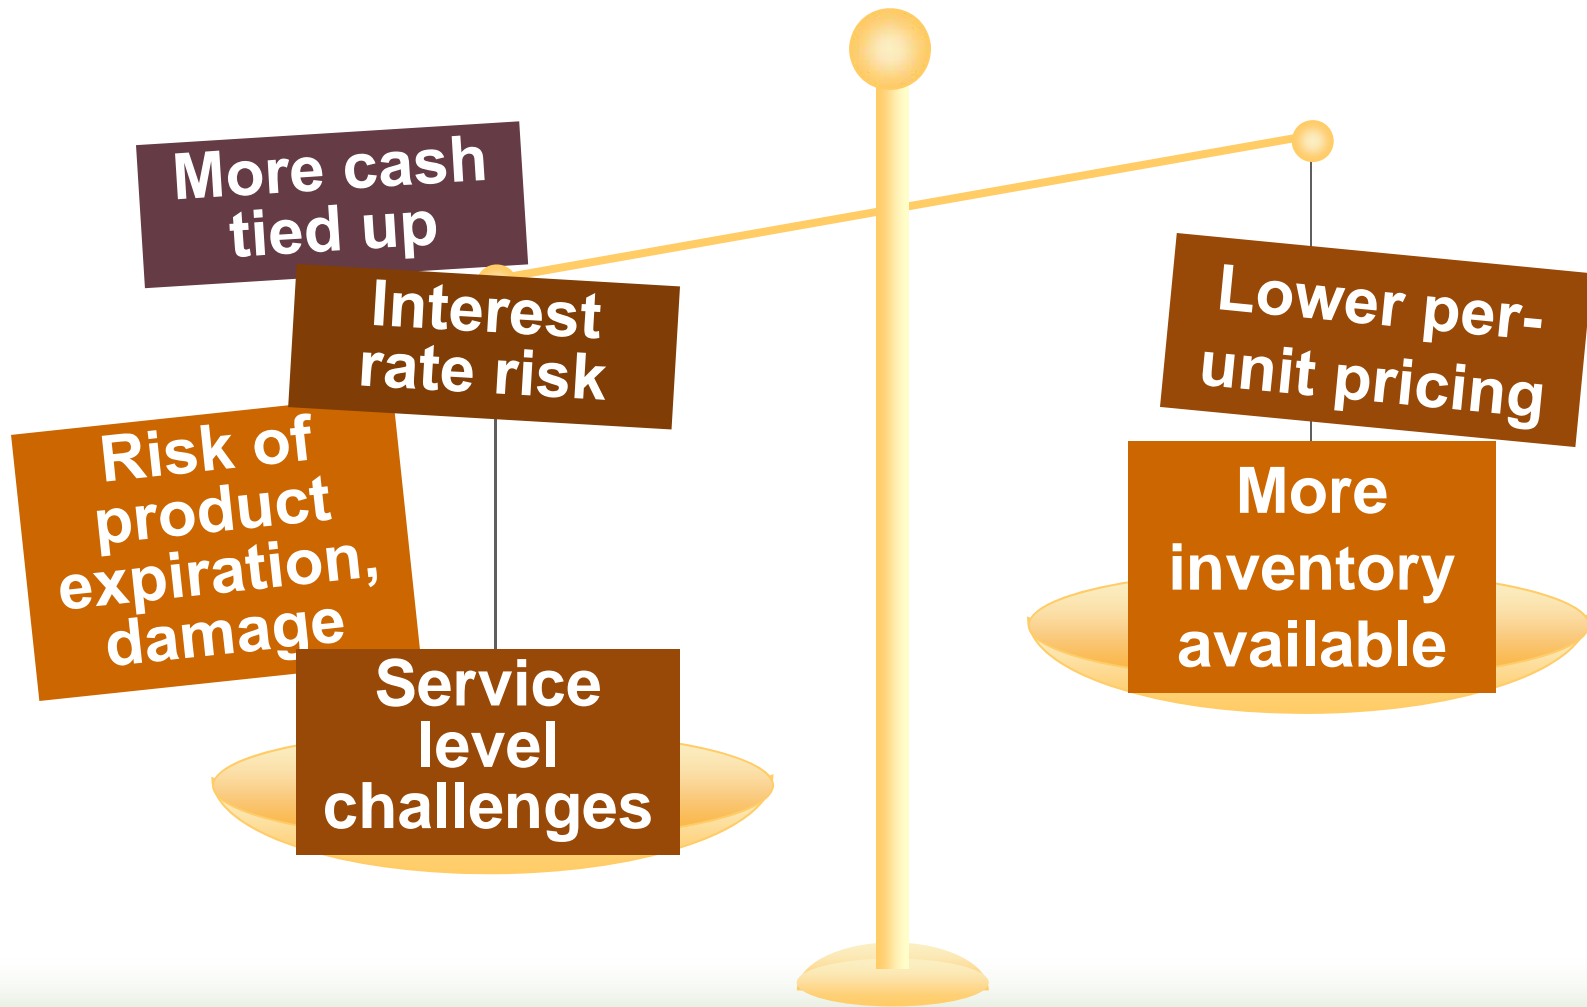 More cash
tied up
Interest
rate risk
Risk of
product
expiration,
damage
Service
level
challenges
Lower per-
unit pricing
More
inventory
available